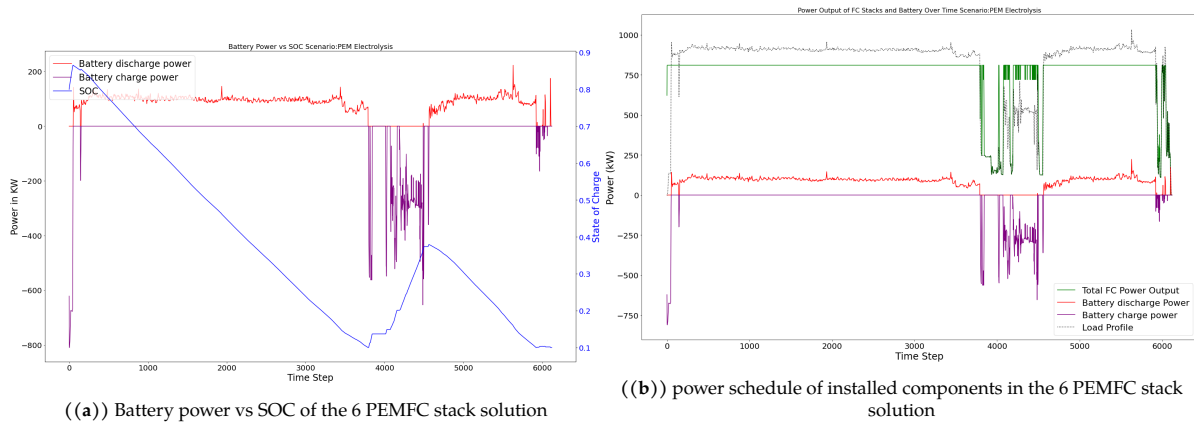 Battery Power vs SOC Scenario:PEM Electrolysis
Battery discharge power
Battery charge power
SOC
Power in KW
200
0
−200
−400
−600
−800
0.9
0.8
0.7
0.6
0.5
0.4
0.3
0.2
0.1
State of Charge
0 1000 2000 3000 4000 5000 6000
Time Step
((a)) Battery power vs SOC of the 6 PEMFC stack solution
Power Output of FC Stacks and Battery Over Time Scenario:PEM Electrolysis
Power (kW)
1000
750
500
250
0
−250
−500
−750
Total FC Power Output
Battery discharge Power
Battery charge power
Load Profile
0 1000 2000 3000 4000 5000 6000
Time Step
((b)) power schedule of installed components in the 6 PEMFC stack
solution